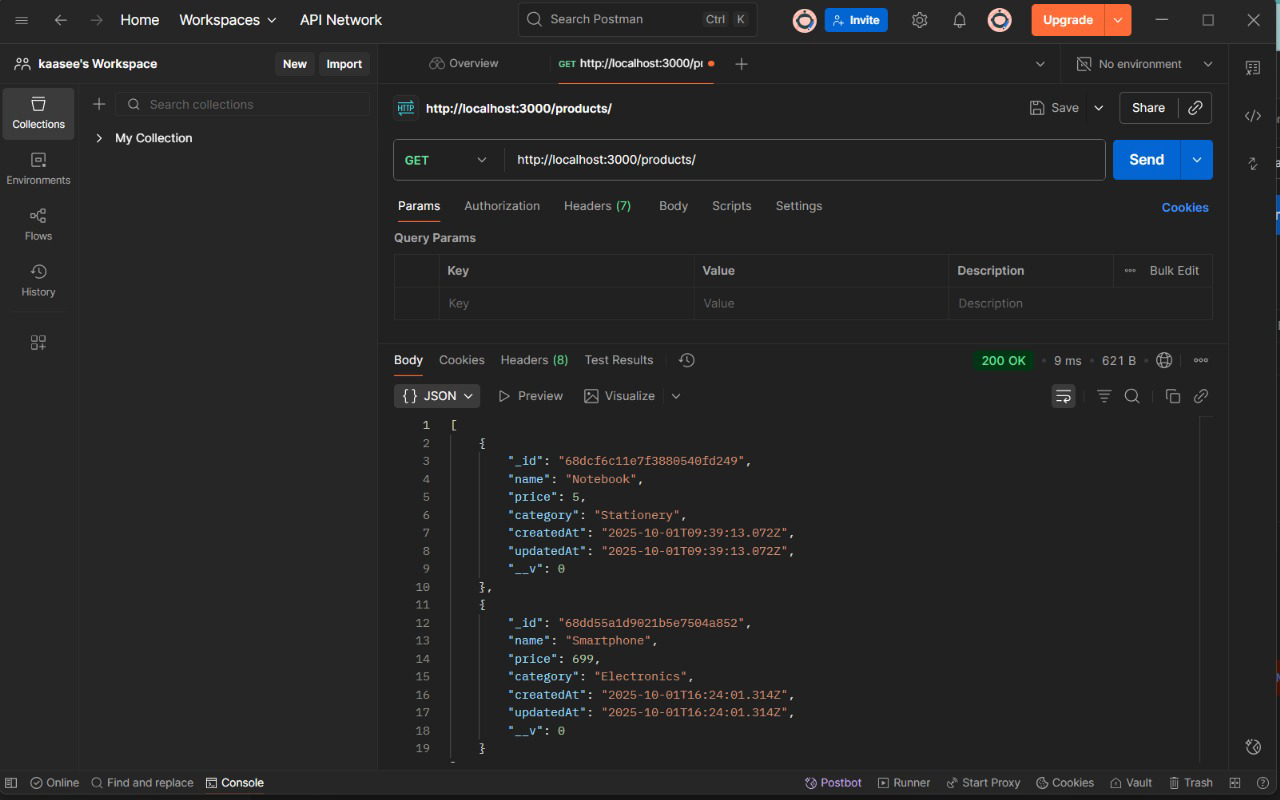 Home Workspaces API Network Search Postman Ctrl K Invite Upgrade
kaasee's Workspace New Import Overview GET http://localhost:3000/p No environment
Collections Search collections HTTP http://localhost:3000/products/ Save Share
My Collection
Environments GET http://localhost:3000/products/ Send
Flows Params Authorization Headers (7) Body Scripts Settings Cookies
Query Params
History Key Value Description Bulk Edit
Key Value Description
Body Cookies Headers (8) Test Results 200 OK 9 ms 621 B
{} JSON Preview Visualize
1 [
2 {
3 "_id": "68dcf6c11e7f3880540fd249",
4 "name": "Notebook",
5 "price": 5,
6 "category": "Stationery",
7 "createdAt": "2025-10-01T09:39:13.072Z",
8 "updatedAt": "2025-10-01T09:39:13.072Z",
9 "__v": 0
10 },
11 {
12 "_id": "68dd55a1d9021b5e7504a852",
13 "name": "Smartphone",
14 "price": 699,
15 "category": "Electronics",
16 "createdAt": "2025-10-01T16:24:01.314Z",
17 "updatedAt": "2025-10-01T16:24:01.314Z",
18 "__v": 0
19 }
Online Find and replace Console Postbot Runner Start Proxy Cookies Vault Trash